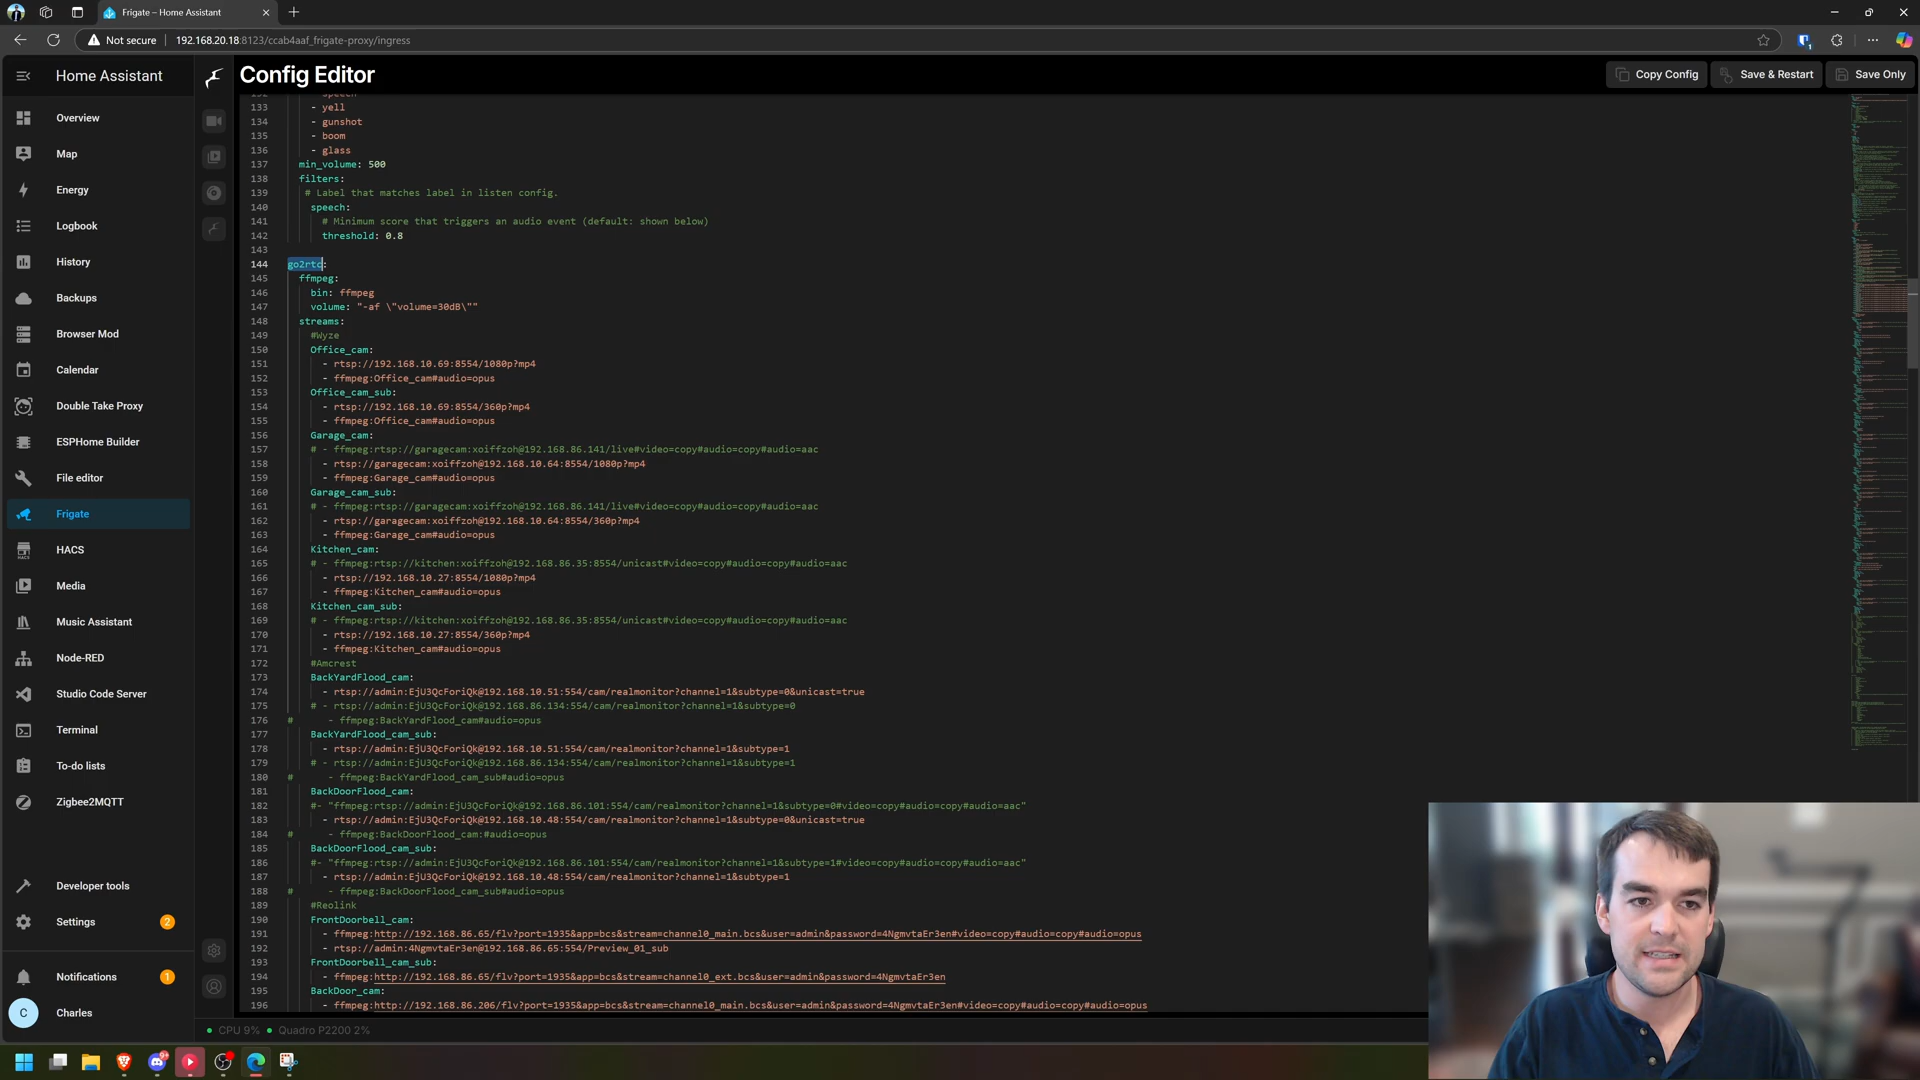 Frigate – Home Assistant
Not secure
192.168.20.18:8123/ccab4aaf_frigate-proxy/ingress
Home Assistant
Overview
Map
Energy
Logbook
History
Backups
Browser Mod
Calendar
Double Take Proxy
ESPHome Builder
File editor
Frigate
HACS
Media
Music Assistant
Node-RED
Studio Code Server
Terminal
To-do lists
Zigbee2MQTT
Developer tools
Settings 2
Notifications 1
C Charles
Config Editor
Copy Config
Save & Restart
Save Only
132 speech
133 - yell
134 - gunshot
135 - boom
136 - glass
137 min_volume: 500
138 filters:
139 # Label that matches label in listen config.
140 speech:
141 # Minimum score that triggers an audio event (default: shown below)
142 threshold: 0.8
143
144 go2rtc:
145 ffmpeg:
146 bin: ffmpeg
147 volume: "-af \"volume=30dB\""
148 streams:
149 #Wyze
150 Office_cam:
151 - rtsp://192.168.10.69:8554/1080p?mp4
152 - ffmpeg:Office_cam#audio=opus
153 Office_cam_sub:
154 - rtsp://192.168.10.69:8554/360p?mp4
155 - ffmpeg:Office_cam#audio=opus
156 Garage_cam:
157 # - ffmpeg:rtsp://garagecam:xoiffzoh@192.168.86.141/live#video=copy#audio=copy#audio=aac
158 - rtsp://garagecam:xoiffzoh@192.168.10.64:8554/1080p?mp4
159 - ffmpeg:Garage_cam#audio=opus
160 Garage_cam_sub:
161 # - ffmpeg:rtsp://garagecam:xoiffzoh@192.168.86.141/live#video=copy#audio=copy#audio=aac
162 - rtsp://garagecam:xoiffzoh@192.168.10.64:8554/360p?mp4
163 - ffmpeg:Garage_cam#audio=opus
164 Kitchen_cam:
165 # - ffmpeg:rtsp://kitchen:xoiffzoh@192.168.86.35:8554/unicast#video=copy#audio=copy#audio=aac
166 - rtsp://192.168.10.27:8554/1080p?mp4
167 - ffmpeg:Kitchen_cam#audio=opus
168 Kitchen_cam_sub:
169 # - ffmpeg:rtsp://kitchen:xoiffzoh@192.168.86.35:8554/unicast#video=copy#audio=copy#audio=aac
170 - rtsp://192.168.10.27:8554/360p?mp4
171 - ffmpeg:Kitchen_cam#audio=opus
172 #Amcrest
173 BackYardFlood_cam:
174 - rtsp://admin:EjU3QcForiQk@192.168.10.51:554/cam/realmonitor?channel=1&subtype=0&unicast=true
175 # - rtsp://admin:EjU3QcForiQk@192.168.86.134:554/cam/realmonitor?channel=1&subtype=0
176 # - ffmpeg:BackYardFlood_cam#audio=opus
177 BackYardFlood_cam_sub:
178 - rtsp://admin:EjU3QcForiQk@192.168.10.51:554/cam/realmonitor?channel=1&subtype=1
179 # - rtsp://admin:EjU3QcForiQk@192.168.86.134:554/cam/realmonitor?channel=1&subtype=1
180 # - ffmpeg:BackYardFlood_cam_sub#audio=opus
181 BackDoorFlood_cam:
182 #- "ffmpeg:rtsp://admin:EjU3QcForiQk@192.168.86.101:554/cam/realmonitor?channel=1&subtype=0#video=copy#audio=copy#audio=aac"
183 - rtsp://admin:EjU3QcForiQk@192.168.10.48:554/cam/realmonitor?channel=1&subtype=0&unicast=true
184 # - ffmpeg:BackDoorFlood_cam:#audio=opus
185 BackDoorFlood_cam_sub:
186 #- "ffmpeg:rtsp://admin:EjU3QcForiQk@192.168.86.101:554/cam/realmonitor?channel=1&subtype=1#video=copy#audio=copy#audio=aac"
187 - rtsp://admin:EjU3QcForiQk@192.168.10.48:554/cam/realmonitor?channel=1&subtype=1
188 # - ffmpeg:BackDoorFlood_cam_sub#audio=opus
189 #Reolink
190 FrontDoorbell_cam:
191 - ffmpeg:http://192.168.86.65/flv?port=1935&app=bcs&stream=channel0_main.bcs&user=admin&password=4NgmvtaEr3en#video=copy#audio=copy#audio=opus
192 - rtsp://admin:4NgmvtaEr3en@192.168.86.65:554/Preview_01_sub
193 FrontDoorbell_cam_sub:
194 - ffmpeg:http://192.168.86.65/flv?port=1935&app=bcs&stream=channel0_ext.bcs&user=admin&password=4NgmvtaEr3en
195 BackDoor_cam:
196 - ffmpeg:http://192.168.86.206/flv?port=1935&app=bcs&stream=channel0_main.bcs&user=admin&password=4NgmvtaEr3en#video=copy#audio=copy#audio=opus
CPU 9% Quadro P2200 2%